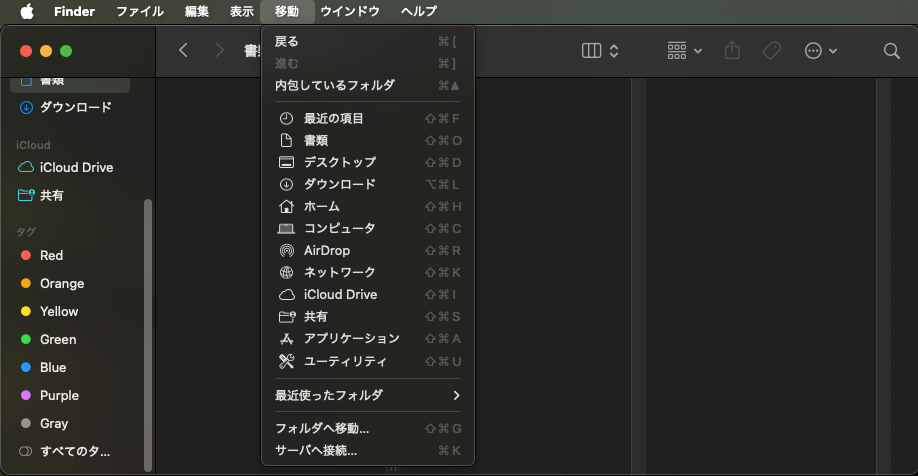 Finder ファイル 編集 表示 移動 ウインドウ ヘルプ
書類
ダウンロード
iCloud
iCloud Drive
共有
タグ
Red
Orange
Yellow
Green
Blue
Purple
Gray
すべてのタ...
戻る ⌘[
進む ⌘]
内包しているフォルダ ⌘▲
最近の項目 ⇧⌘F
書類 ⇧⌘O
デスクトップ ⇧⌘D
ダウンロード ⌥⌘L
ホーム ⇧⌘H
コンピュータ ⇧⌘C
AirDrop ⇧⌘R
ネットワーク ⇧⌘K
iCloud Drive ⇧⌘I
共有 ⇧⌘S
アプリケーション ⇧⌘A
ユーティリティ ⇧⌘U
最近使ったフォルダ
フォルダへ移動... ⇧⌘G
サーバへ接続... ⌘K